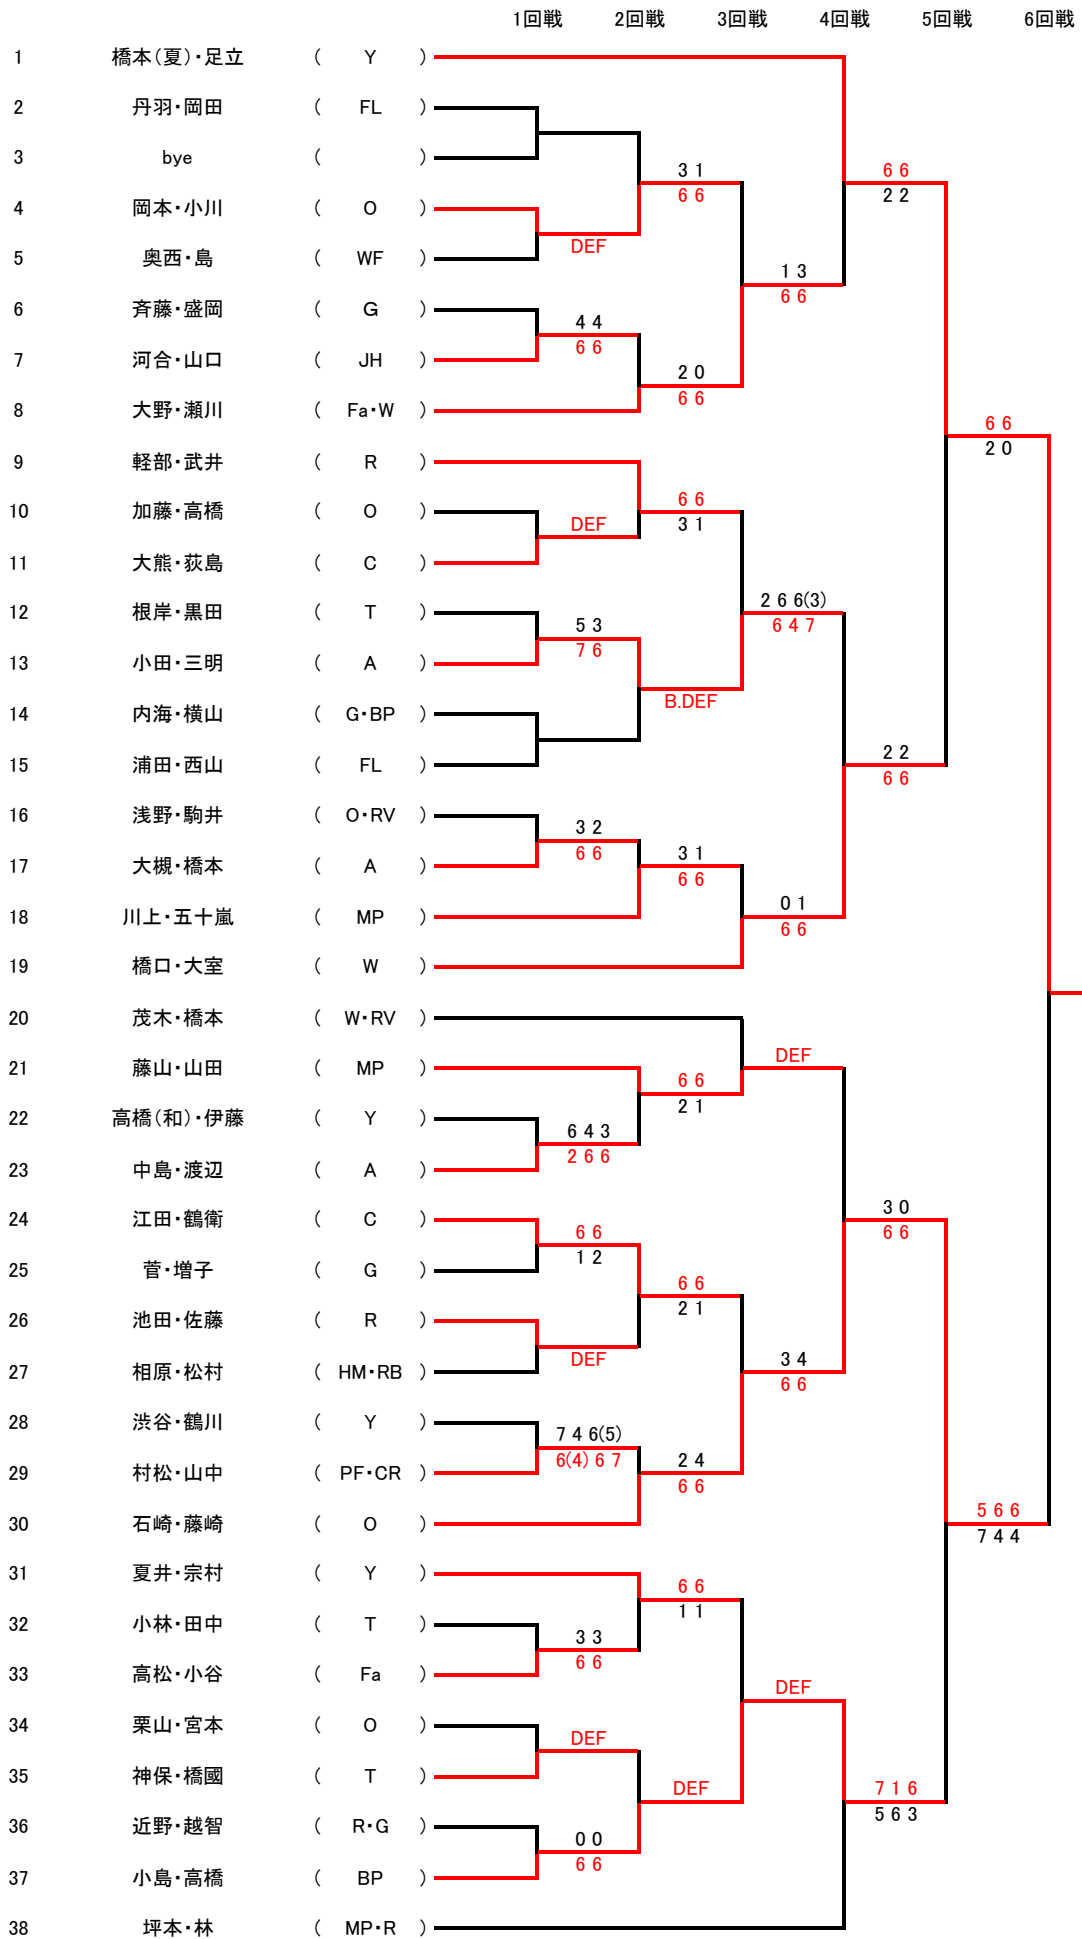 1回戦 2回戦 3回戦 4回戦 5回戦 6回戦
1 橋本(夏)・足立 ( Y )
2 丹羽・岡田 ( FL )
3 bye ( )
3 1
6 6
6 6
2 2
4 岡本・小川 ( O )
DEF
5 奥西・島 ( WF )
1 3
6 6
6 斉藤・盛岡 ( G )
4 4
6 6
7 河合・山口 ( JH )
2 0
6 6
8 大野・瀬川 ( Fa・W )
6 6
2 0
9 軽部・武井 ( R )
6 6
3 1
10 加藤・高橋 ( O )
DEF
11 大熊・荻島 ( C )
2 6 6(3)
6 4 7
12 根岸・黒田 ( T )
5 3
7 6
13 小田・三明 ( A )
B.DEF
14 内海・横山 ( G・BP )
2 2
6 6
15 浦田・西山 ( FL )
16 浅野・駒井 ( O・RV )
3 2
6 6
17 大槻・橋本 ( A )
3 1
6 6
18 川上・五十嵐 ( MP )
0 1
6 6
19 橋口・大室 ( W )
20 茂木・橋本 ( W・RV )
DEF
21 藤山・山田 ( MP )
6 6
2 1
22 高橋(和)・伊藤 ( Y )
6 4 3
2 6 6
23 中島・渡辺 ( A )
24 江田・鶴衛 ( C )
6 6
1 2
3 0
6 6
25 菅・増子 ( G )
6 6
2 1
26 池田・佐藤 ( R )
DEF
27 相原・松村 ( HM・RB )
3 4
6 6
28 渋谷・鶴川 ( Y )
7 4 6(5)
6(4) 6 7
29 村松・山中 ( PF・CR )
2 4
6 6
30 石崎・藤崎 ( O )
5 6 6
7 4 4
31 夏井・宗村 ( Y )
6 6
1 1
32 小林・田中 ( T )
3 3
6 6
33 高松・小谷 ( Fa )
DEF
34 栗山・宮本 ( O )
DEF
35 神保・橋國 ( T )
DEF
7 1 6
5 6 3
36 近野・越智 ( R・G )
0 0
6 6
37 小島・高橋 ( BP )
38 坪本・林 ( MP・R )